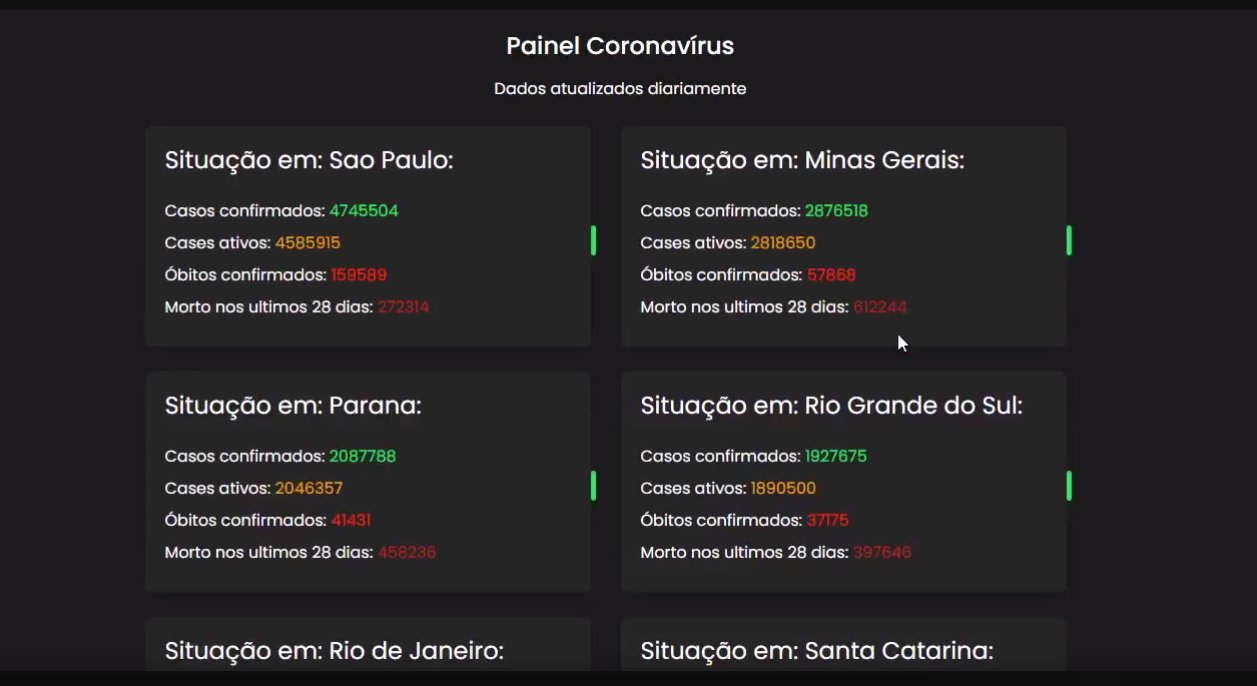 Painel Coronavírus
Dados atualizados diariamente
Situação em: Sao Paulo:
Casos confirmados: 4745504
Cases ativos: 4585915
Óbitos confirmados: 159589
Morto nos ultimos 28 dias: 272314
Situação em: Minas Gerais:
Casos confirmados: 2876518
Cases ativos: 2818650
Óbitos confirmados: 57868
Morto nos ultimos 28 dias: 612244
Situação em: Parana:
Casos confirmados: 2087788
Cases ativos: 2046357
Óbitos confirmados: 41431
Morto nos ultimos 28 dias: 458236
Situação em: Rio Grande do Sul:
Casos confirmados: 1927675
Cases ativos: 1890500
Óbitos confirmados: 37175
Morto nos ultimos 28 dias: 397646
Situação em: Rio de Janeiro:
Situação em: Santa Catarina: